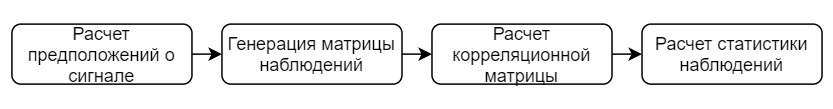 Расчет
предположений о
сигнале
Генерация матрицы
наблюдений
Расчет
корреляционной
матрицы
Расчет статистики
наблюдений